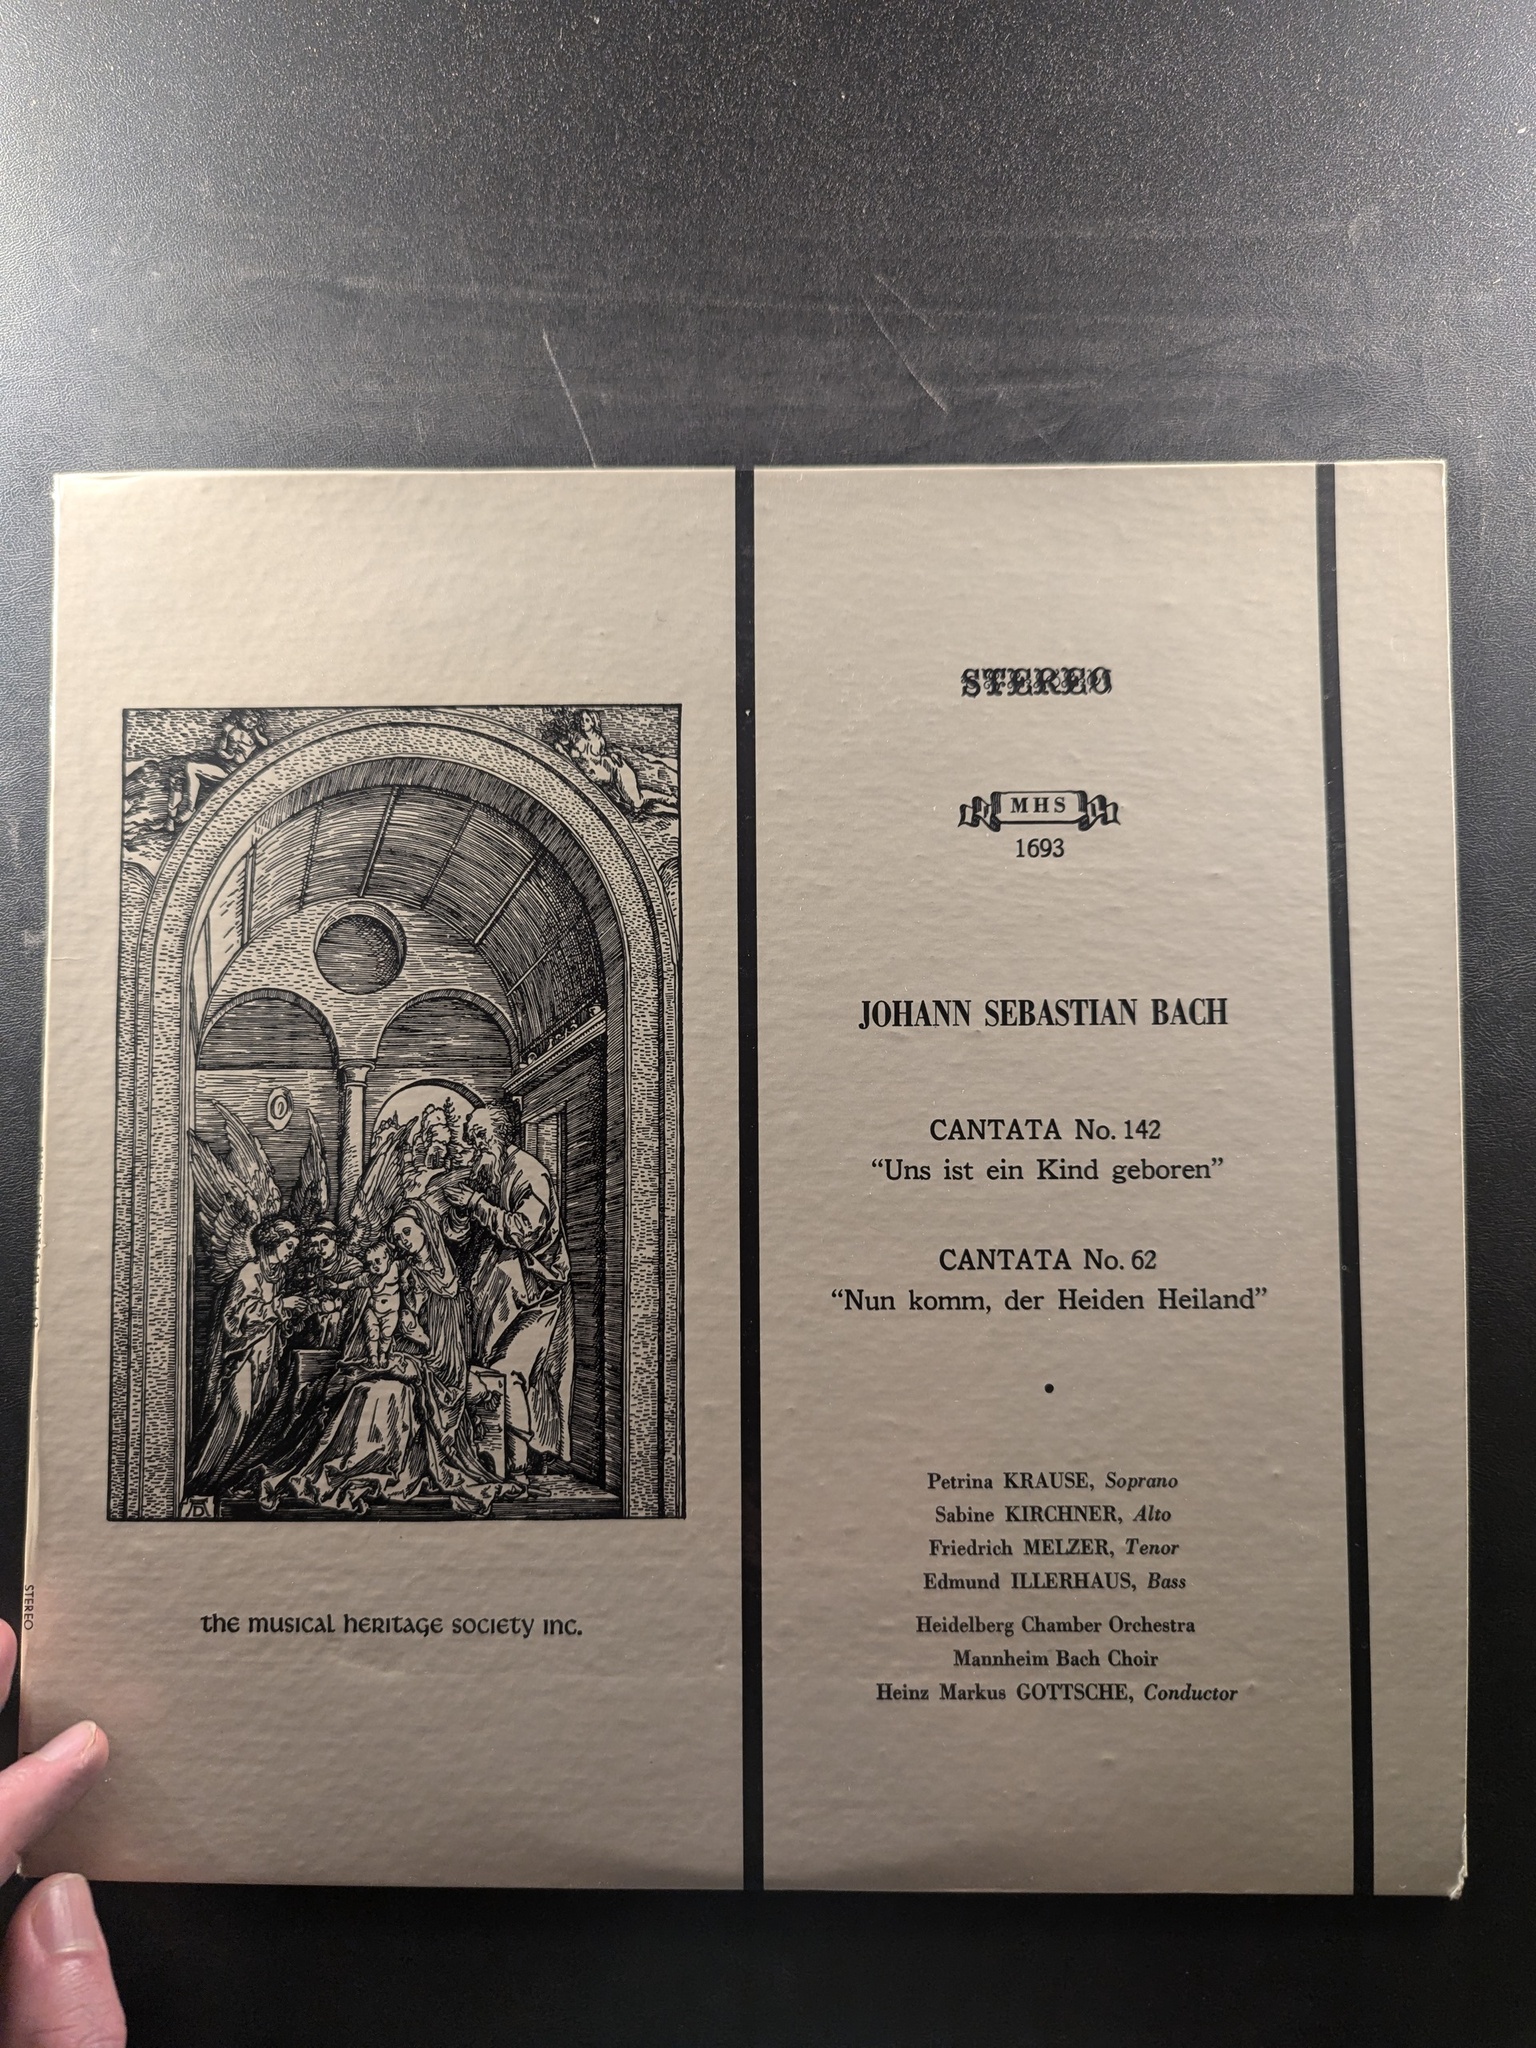 STEREO
MHS
1693
JOHANN SEBASTIAN BACH
CANTATA No. 142
“Uns ist ein Kind geboren”
CANTATA No. 62
“Nun komm, der Heiden Heiland”
•
Petrina KRAUSE, Soprano
Sabine KIRCHNER, Alto
Friedrich MELZER, Tenor
Edmund ILLERHAUS, Bass
Heidelberg Chamber Orchestra
Mannheim Bach Choir
Heinz Markus GOTTSCHE, Conductor
AD
the musical heritage society inc.
STEREO